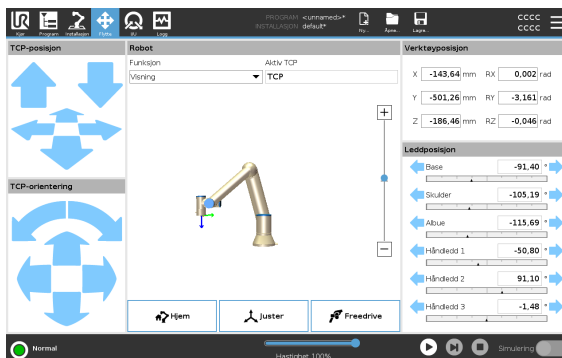 UR
PROGRAM <unnamed>*
INSTALLASJON default*
CCCC
CCCC
Kjør Program Installasjon Flytte I/U Logg Ny... Åpne... Lagre...
TCP-posisjon
Robot
Verktøyposisjon
Funksjon
Aktiv TCP
Visning
TCP
X -143,64 mm RX 0,002 rad
Y -501,26 mm RY -3,161 rad
Z -186,46 mm RZ -0,046 rad
Leddposisjon
Base -91,40 °
Skulder -105,19 °
Albue -115,69 °
Håndledd 1 -50,80 °
Håndledd 2 91,10 °
Håndledd 3 -1,48 °
TCP-orientering
Hjem
Juster
Freedrive
Normal
Hastighet 100%
Simulering